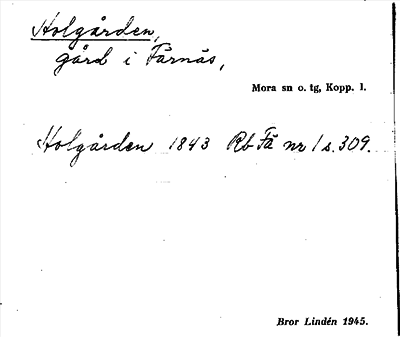 Holgården,
gård i Färnäs,
Mora sn o. tg, Kopp. l.
Holgården 1843 Rb Fä nr 1 s. 309.
Bror Lindén 1945.